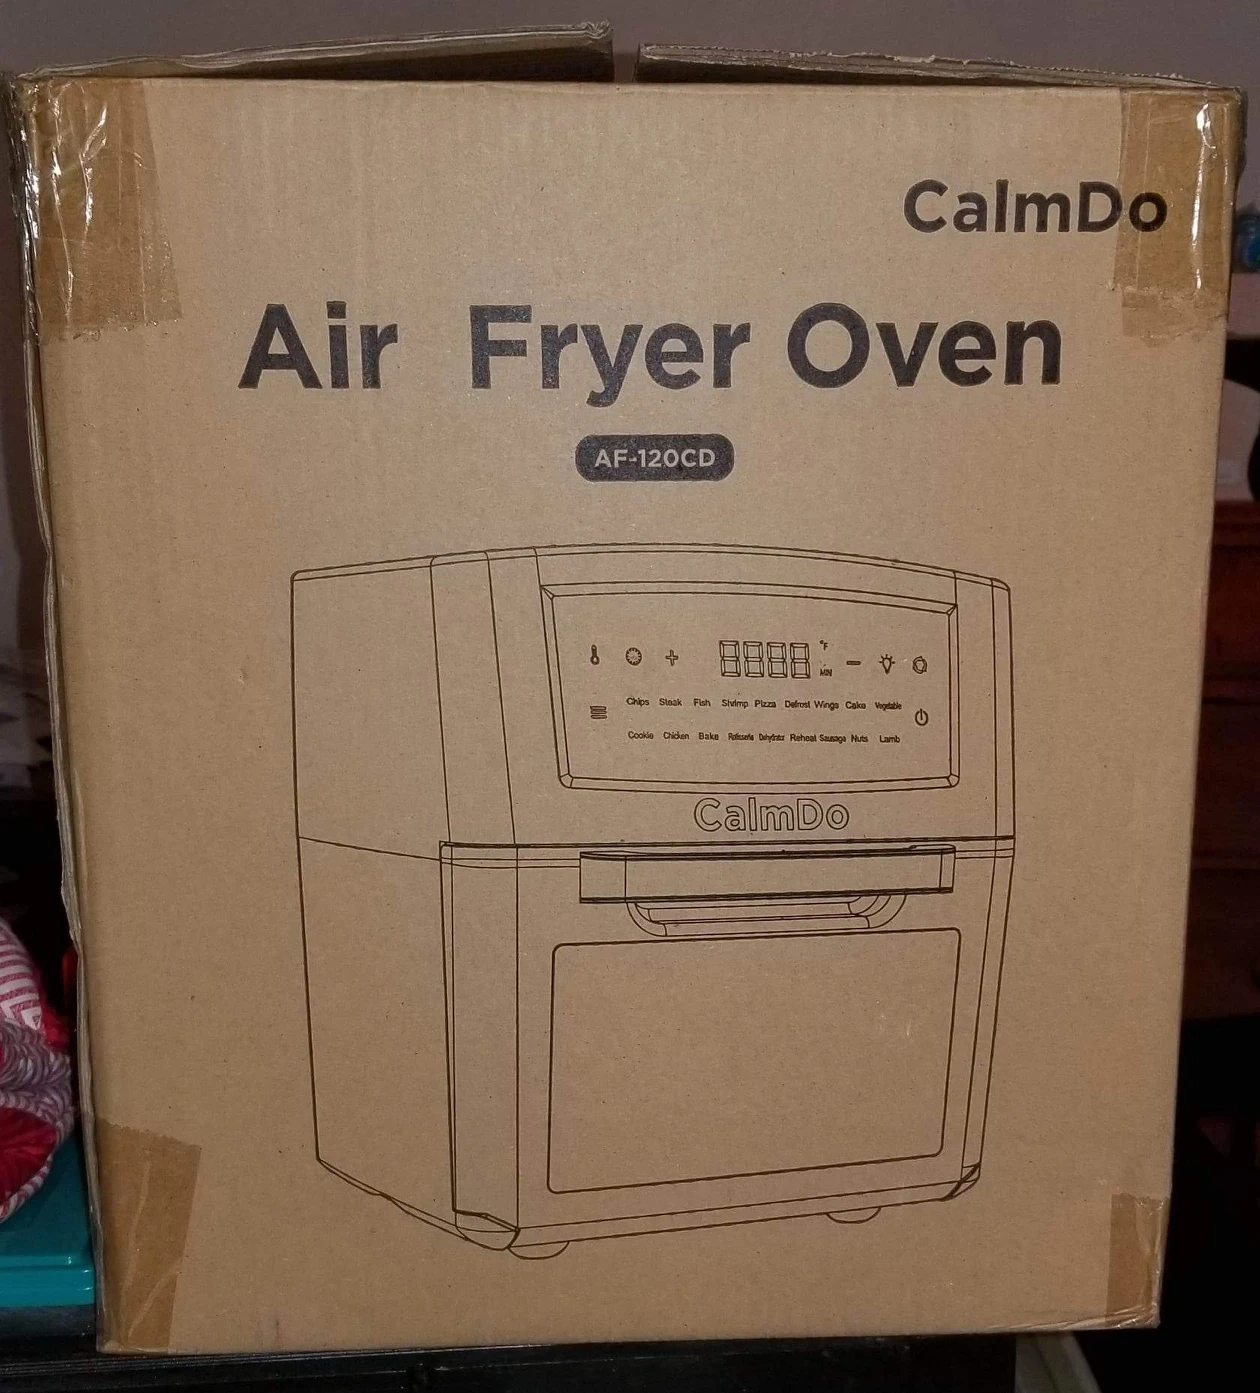 CalmDo
Air Fryer Oven
AF-120CD
8888 °F
MIN
Chips Steak Fish Shrimp Pizza Defrost Wings Cake Vegetable
Cookie Chicken Bake Rotisserie Dehydrator Reheat Sausage Nuts Lamb
CalmDo